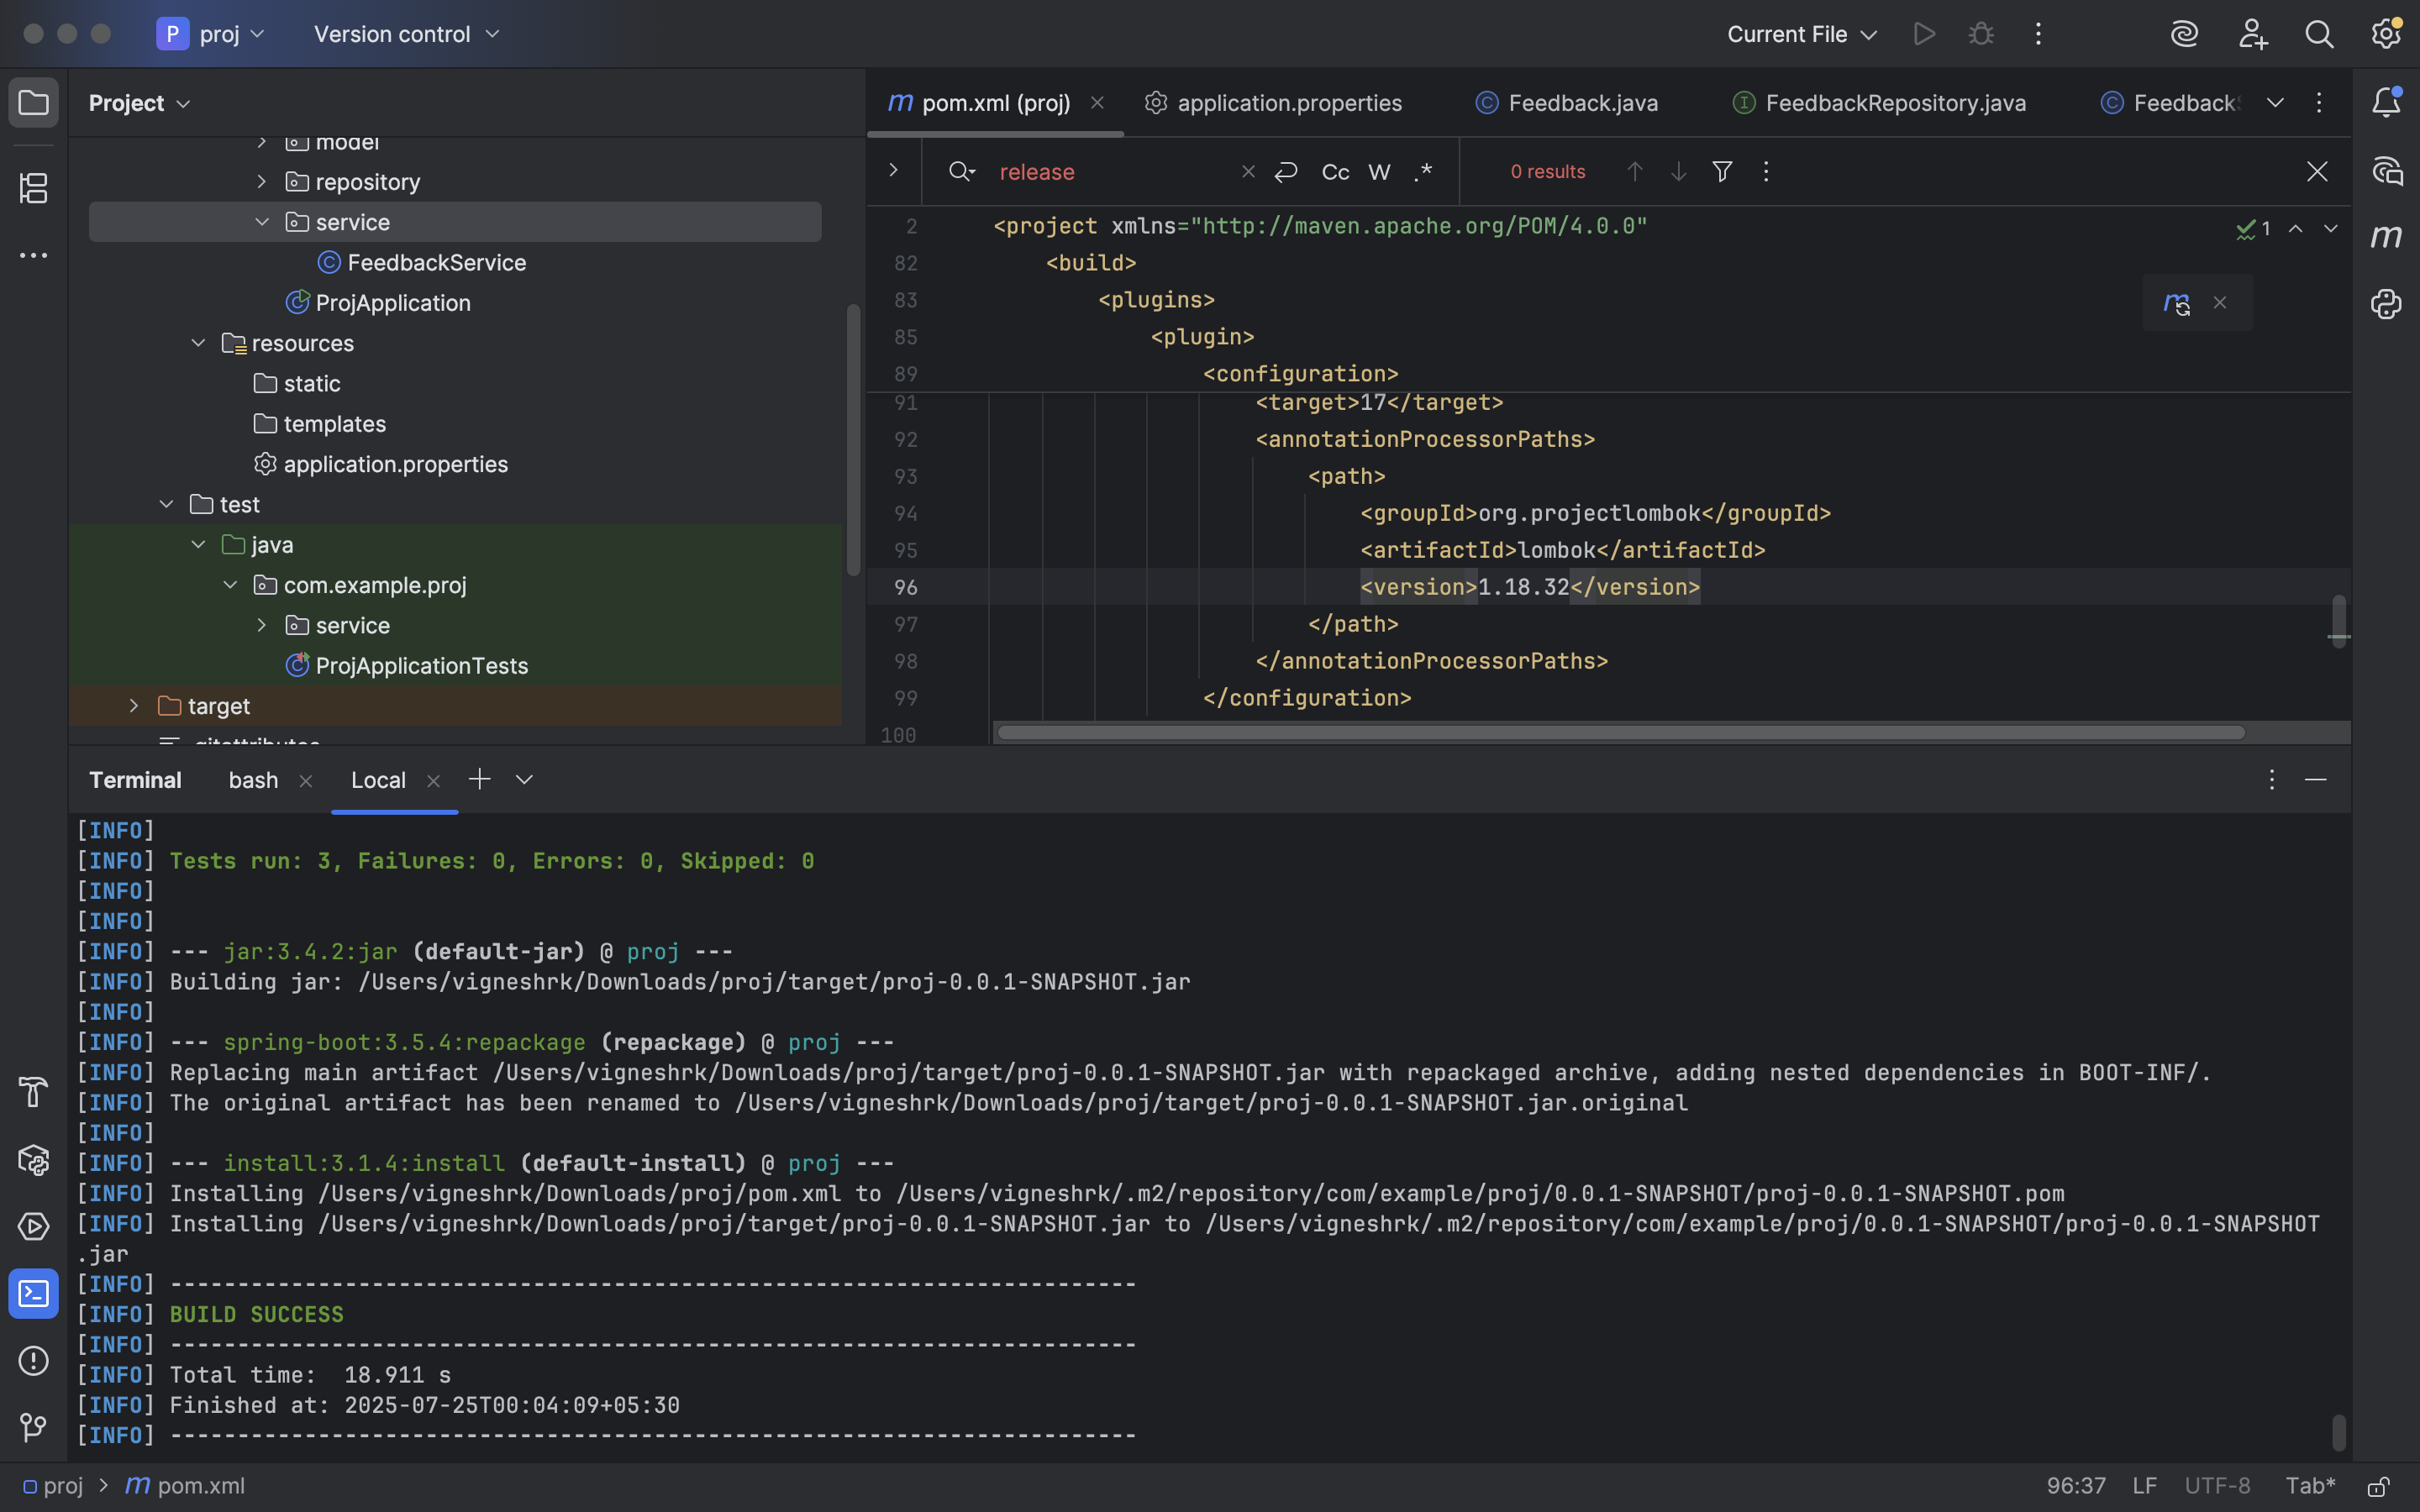 P proj Version control Current File
Project
model
repository
service
FeedbackService
ProjApplication
resources
static
templates
application.properties
test
java
com.example.proj
service
ProjApplicationTests
target
.gitattributes
m pom.xml (proj) application.properties Feedback.java FeedbackRepository.java Feedback
release Cc W .* 0 results
2 <project xmlns="http://maven.apache.org/POM/4.0.0" 1
82 <build>
83 <plugins>
85 <plugin>
89 <configuration>
91 <target>17</target>
92 <annotationProcessorPaths>
93 <path>
94 <groupId>org.projectlombok</groupId>
95 <artifactId>lombok</artifactId>
96 <version>1.18.32</version>
97 </path>
98 </annotationProcessorPaths>
99 </configuration>
100
Terminal bash Local
[INFO]
[INFO] Tests run: 3, Failures: 0, Errors: 0, Skipped: 0
[INFO]
[INFO]
[INFO] --- jar:3.4.2:jar (default-jar) @ proj ---
[INFO] Building jar: /Users/vigneshrk/Downloads/proj/target/proj-0.0.1-SNAPSHOT.jar
[INFO]
[INFO] --- spring-boot:3.5.4:repackage (repackage) @ proj ---
[INFO] Replacing main artifact /Users/vigneshrk/Downloads/proj/target/proj-0.0.1-SNAPSHOT.jar with repackaged archive, adding nested dependencies in BOOT-INF/.
[INFO] The original artifact has been renamed to /Users/vigneshrk/Downloads/proj/target/proj-0.0.1-SNAPSHOT.jar.original
[INFO]
[INFO] --- install:3.1.4:install (default-install) @ proj ---
[INFO] Installing /Users/vigneshrk/Downloads/proj/pom.xml to /Users/vigneshrk/.m2/repository/com/example/proj/0.0.1-SNAPSHOT/proj-0.0.1-SNAPSHOT.pom
[INFO] Installing /Users/vigneshrk/Downloads/proj/target/proj-0.0.1-SNAPSHOT.jar to /Users/vigneshrk/.m2/repository/com/example/proj/0.0.1-SNAPSHOT/proj-0.0.1-SNAPSHOT
.jar
[INFO] ------------------------------------------------------------------------
[INFO] BUILD SUCCESS
[INFO] ------------------------------------------------------------------------
[INFO] Total time:  18.911 s
[INFO] Finished at: 2025-07-25T00:04:09+05:30
[INFO] ------------------------------------------------------------------------
proj > m pom.xml 96:37 LF UTF-8 Tab*